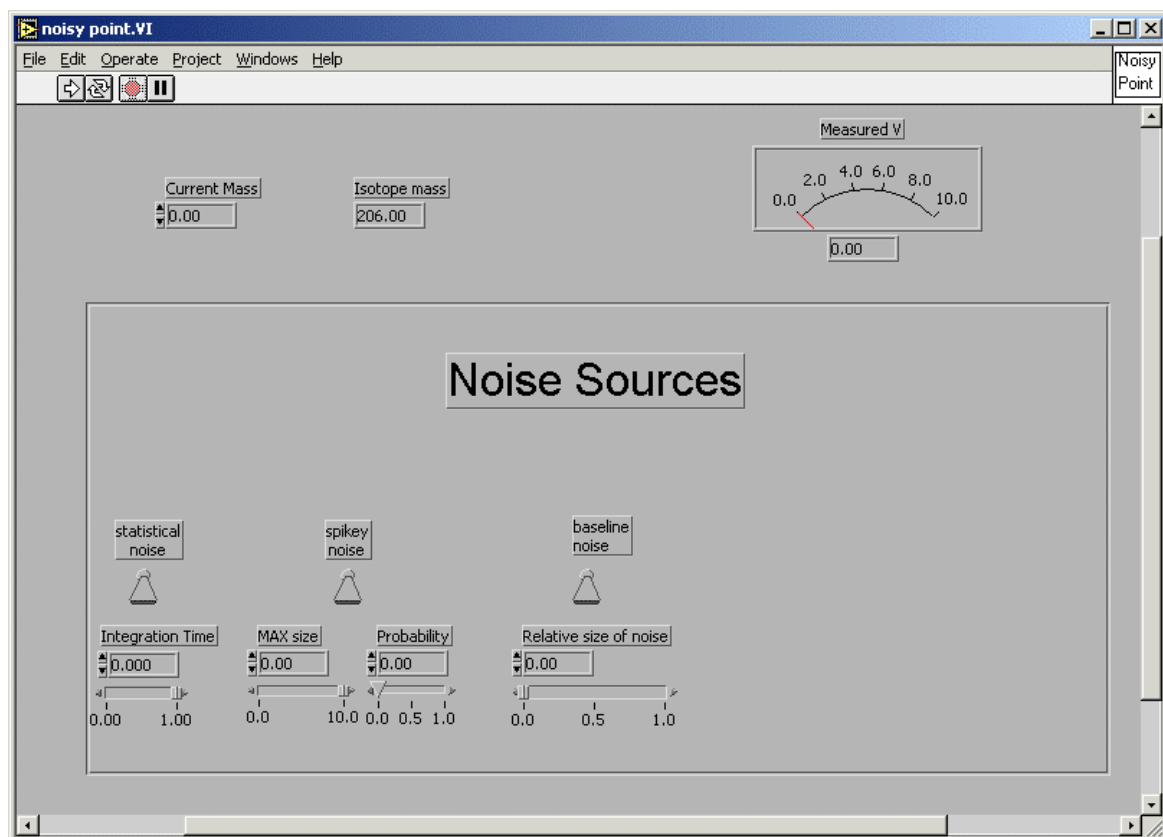 noisy point.VI
File Edit Operate Project Windows Help
Noisy
Point
Measured V
0.0 2.0 4.0 6.0 8.0 10.0
0.00
Current Mass
0.00
Isotope mass
206.00
Noise Sources
statistical
noise
spikey
noise
baseline
noise
Integration Time
0.000
0.00 1.00
MAX size
0.00
0.0 10.0
Probability
0.00
0.0 0.5 1.0
Relative size of noise
0.00
0.0 0.5 1.0